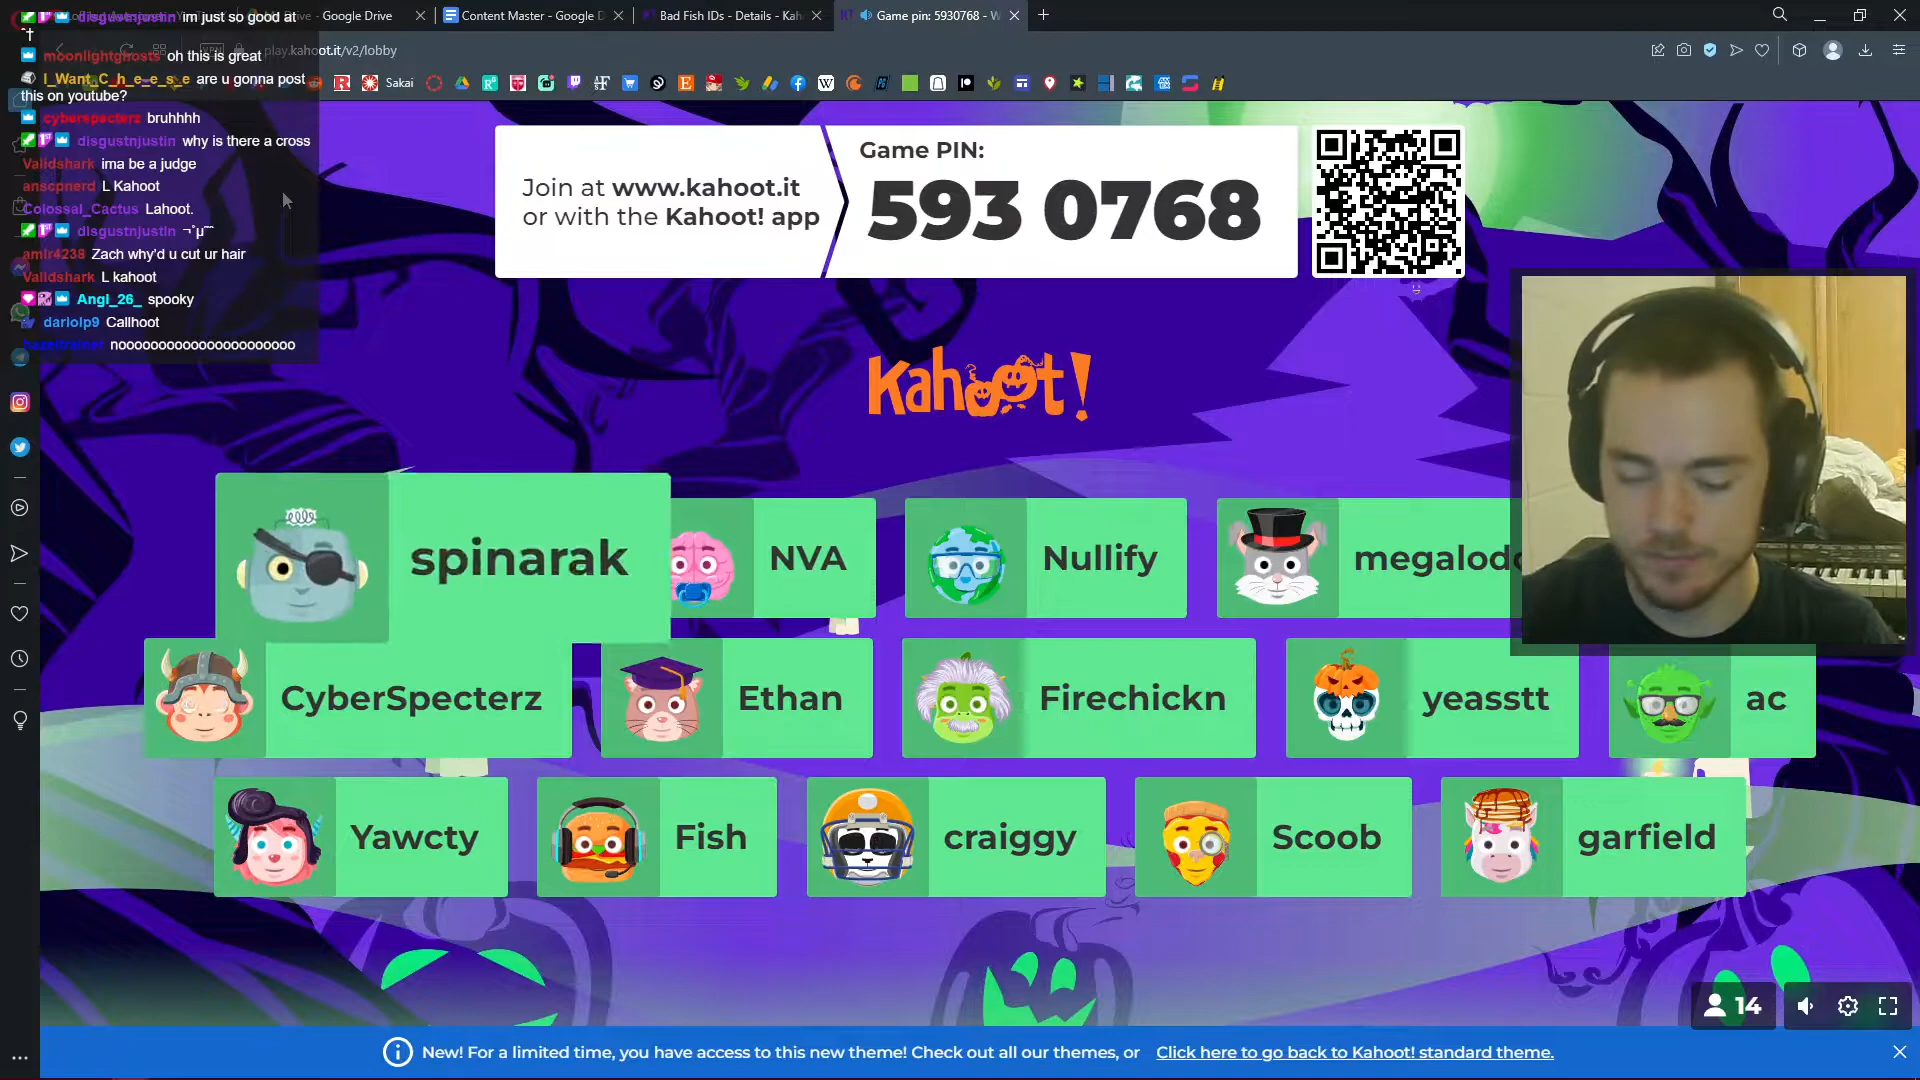 Google Drive
Content Master - Google D
Bad Fish IDs - Details - Kah
Game pin: 5930768 - W
play.kahoot.it/v2/lobby
Sakai
disgustnjustin im just so good at
moonlightghosts oh this is great
I_Want_C_h_e_e_s_e are u gonna post
this on youtube?
cyberspecterz bruhhhh
disgustnjustin why is there a cross
Validshark ima be a judge
anscpnerd L Kahoot
Colossal_Cactus Lahoot.
disgustnjustin
amir4238 Zach why'd u cut ur hair
Validshark L kahoot
Angl_26_ spooky
dariolp9 Callhoot
nooooooooooooooooooooooo
Join at www.kahoot.it
or with the Kahoot! app
Game PIN:
593 0768
Kahoot!
spinarak
NVA
Nullify
megalodo
CyberSpecterz
Ethan
Firechickn
yeasstt
ac
Yawcty
Fish
craiggy
Scoob
garfield
14
New! For a limited time, you have access to this new theme! Check out all our themes, or Click here to go back to Kahoot! standard theme.